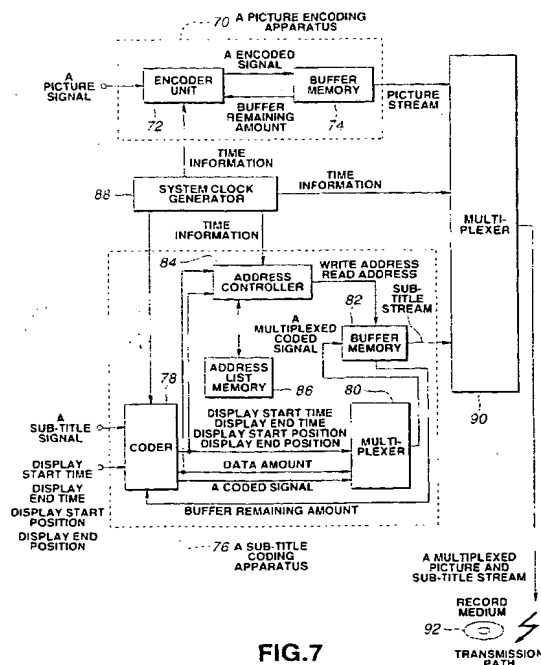 70 A PICTURE ENCODING
APPARATUS
A ENCODED
SIGNAL
A
PICTURE
SIGNAL
ENCODER
UNIT
BUFFER
MEMORY
BUFFER
REMAINING
AMOUNT
72
74
PICTURE
STREAM
TIME
INFORMATION
88
SYSTEM CLOCK
GENERATOR
TIME
INFORMATION
TIME
INFORMATION
MULTI-
PLEXER
84
ADDRESS
CONTROLLER
WRITE ADDRESS
READ ADDRESS
82
SUB-
TITLE
STREAM
A
MULTIPLEXED
CODED
SIGNAL
BUFFER
MEMORY
78
ADDRESS
LIST
MEMORY
86
80
90
A
SUB-TITLE
SIGNAL
CODER
DISPLAY START TIME
DISPLAY END TIME
DISPLAY START POSITION
DISPLAY END POSITION
MULTI-
PLEXER
DISPLAY
START TIME
DISPLAY
END TIME
DISPLAY START
POSITION
DISPLAY END
POSITION
DATA AMOUNT
A CODED SIGNAL
BUFFER REMAINING AMOUNT
76 A SUB-TITLE
CODING
APPARATUS
A MULTIPLEXED
PICTURE AND
SUB-TITLE STREAM
RECORD
MEDIUM
92
TRANSMISSION
PATH
FIG.7